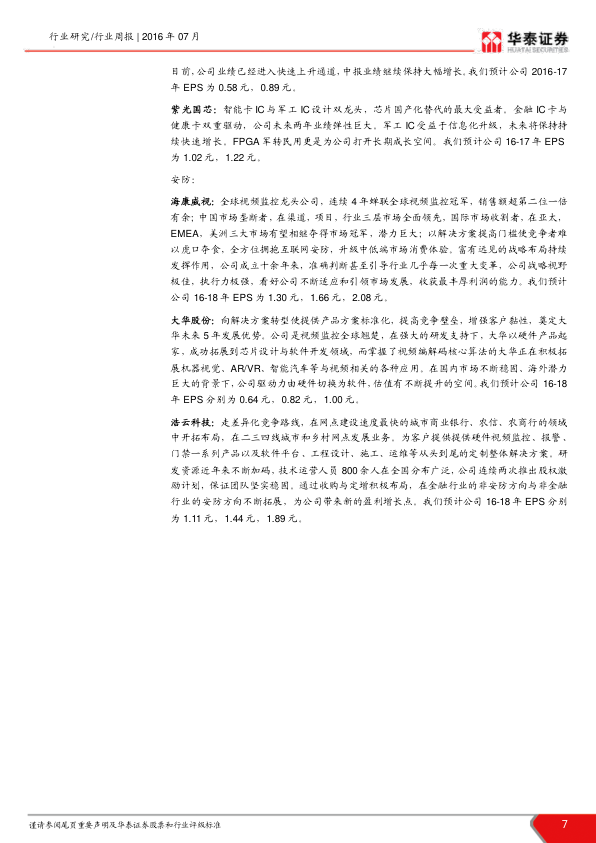 行业研究/行业周报 | 2016 年 07 月
华泰证券
HUATAI SECURITIES
目前，公司业绩已经进入快速上升通道，中报业绩继续保持大幅增长。我们预计公司 2016-17
年 EPS 为 0.58 元，0.89 元。
紫光国芯：智能卡 IC 与军工 IC 设计双龙头，芯片国产化替代的最大受益者。金融 IC 卡与
健康卡双重驱动，公司未来两年业绩弹性巨大。军工 IC 受益于信息化升级，未来将保持持
续快速增长。FPGA 军转民用更是为公司打开长期成长空间。我们预计公司 16-17 年 EPS
为 1.02 元，1.22 元。
安防：
海康威视：全球视频监控龙头公司，连续 4 年蝉联全球视频监控冠军，销售额超第二位一倍
有余；中国市场垄断者，在渠道，项目，行业三层市场全面领先，国际市场收割者，在亚太，
EMEA，美洲三大市场有望相继夺得市场冠军，潜力巨大；以解决方案提高门槛使竞争者难
以虎口夺食，全方位拥抱互联网安防，升级中低端市场消费体验。富有远见的战略布局持续
发挥作用，公司成立十余年来，准确判断甚至引导行业几乎每一次重大变革，公司战略视野
极佳，执行力极强，看好公司不断适应和引领市场发展，收获最丰厚利润的能力。我们预计
公司 16-18 年 EPS 为 1.30 元，1.66 元，2.08 元。
大华股份：向解决方案转型使提供产品方案标准化，提高竞争壁垒，增强客户黏性，奠定大
华未来 5 年发展优势。公司是视频监控全球翘楚，在强大的研发支持下，大华以硬件产品起
家，成功拓展到芯片设计与软件开发领域，而掌握了视频编解码核心算法的大华正在积极拓
展机器视觉、AR/VR、智能汽车等与视频相关的各种应用。在国内市场不断稳固、海外潜力
巨大的背景下，公司驱动力由硬件切换为软件，估值有不断提升的空间。我们预计公司 16-18
年 EPS 分别为 0.64 元，0.82 元，1.00 元。
浩云科技：走差异化竞争路线，在网点建设速度最快的城市商业银行、农信、农商行的领域
中开拓布局，在二三四线城市和乡村网点发展业务。为客户提供提供硬件视频监控、报警、
门禁一系列产品以及软件平台、工程设计、施工、运维等从头到尾的定制整体解决方案。研
发资源近年来不断加码，技术运营人员 800 余人在全国分布广泛，公司连续两次推出股权激
励计划，保证团队坚实稳固。通过收购与定增积极布局，在金融行业的非安防方向与非金融
行业的安防方向不断拓展，为公司带来新的盈利增长点。我们预计公司 16-18 年 EPS 分别
为 1.11 元，1.44 元，1.89 元。
谨请参阅尾页重要声明及华泰证券股票和行业评级标准
7